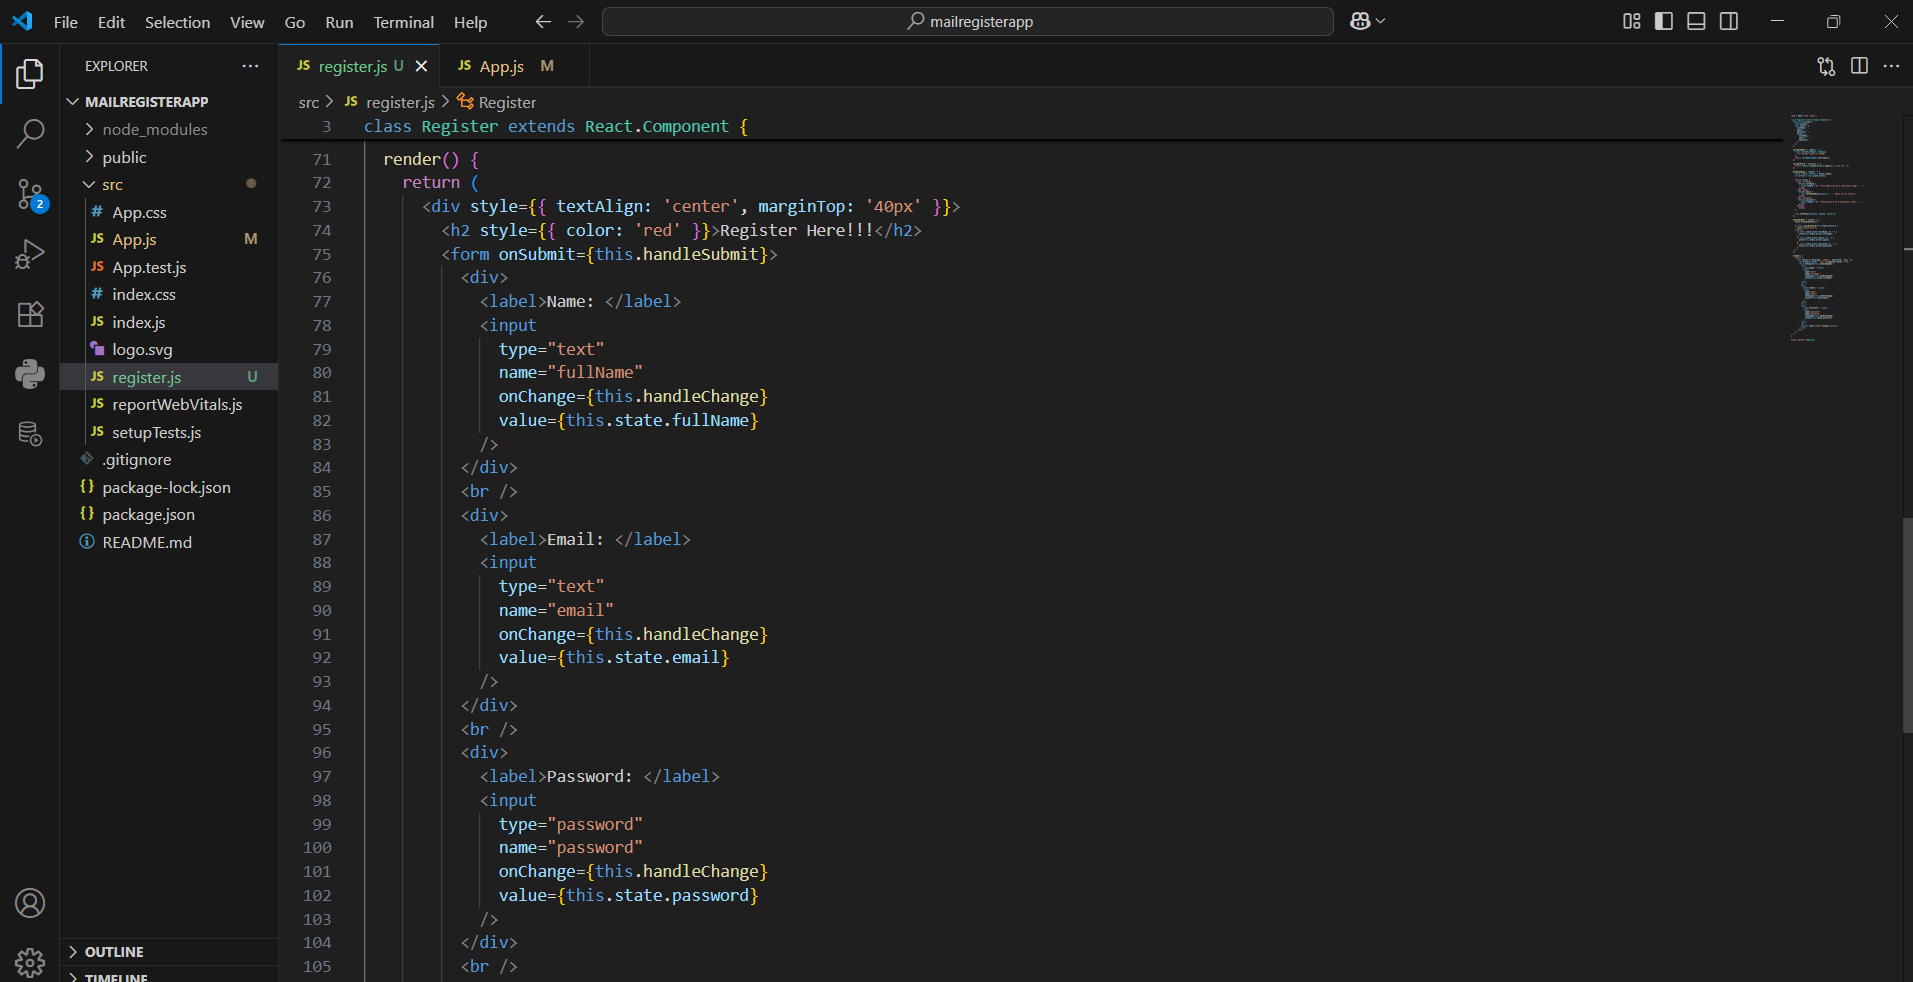 File Edit Selection View Go Run Terminal Help
mailregisterapp
EXPLORER
MAILREGISTERAPP
node_modules
public
src
# App.css
JS App.js M
JS App.test.js
# index.css
JS index.js
logo.svg
JS register.js U
JS reportWebVitals.js
JS setupTests.js
.gitignore
{} package-lock.json
{} package.json
README.md
OUTLINE
TIMELINE
2
JS register.js U
JS App.js M
src > JS register.js > Register
3 class Register extends React.Component {
71 render() {
72 return (
73 <div style={{ textAlign: 'center', marginTop: '40px' }}>
74 <h2 style={{ color: 'red' }}>Register Here!!!</h2>
75 <form onSubmit={this.handleSubmit}>
76 <div>
77 <label>Name: </label>
78 <input
79 type="text"
80 name="fullName"
81 onChange={this.handleChange}
82 value={this.state.fullName}
83 />
84 </div>
85 <br />
86 <div>
87 <label>Email: </label>
88 <input
89 type="text"
90 name="email"
91 onChange={this.handleChange}
92 value={this.state.email}
93 />
94 </div>
95 <br />
96 <div>
97 <label>Password: </label>
98 <input
99 type="password"
100 name="password"
101 onChange={this.handleChange}
102 value={this.state.password}
103 />
104 </div>
105 <br />